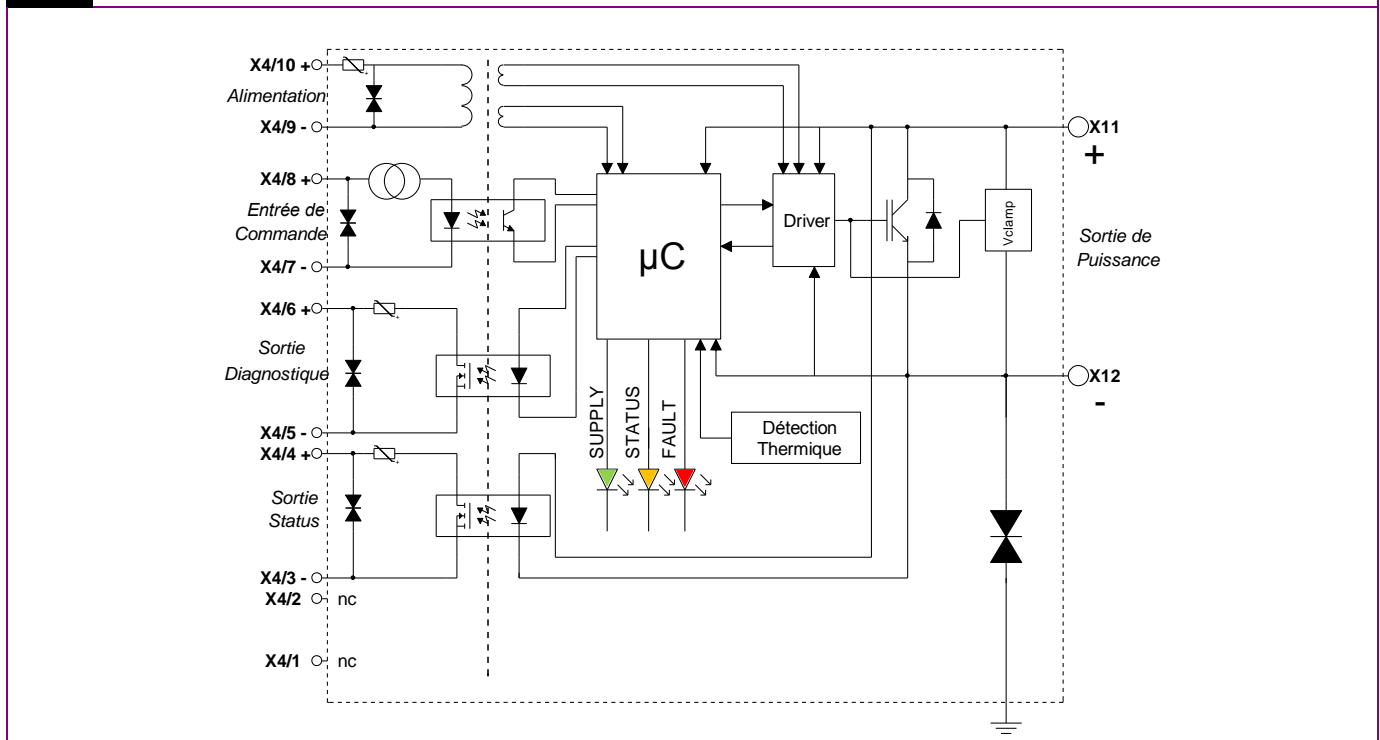 X4/10 +
Alimentation
X4/9 -
X4/8 +
Entrée de
Commande
X4/7 -
X4/6 +
Sortie
Diagnostique
X4/5 -
X4/4 +
Sortie
Status
X4/3 -
X4/2 nc
X4/1 nc
µC
Driver
Vclamp
X11
+
Sortie de
Puissance
X12
-
SUPPLY
STATUS
FAULT
Détection
Thermique